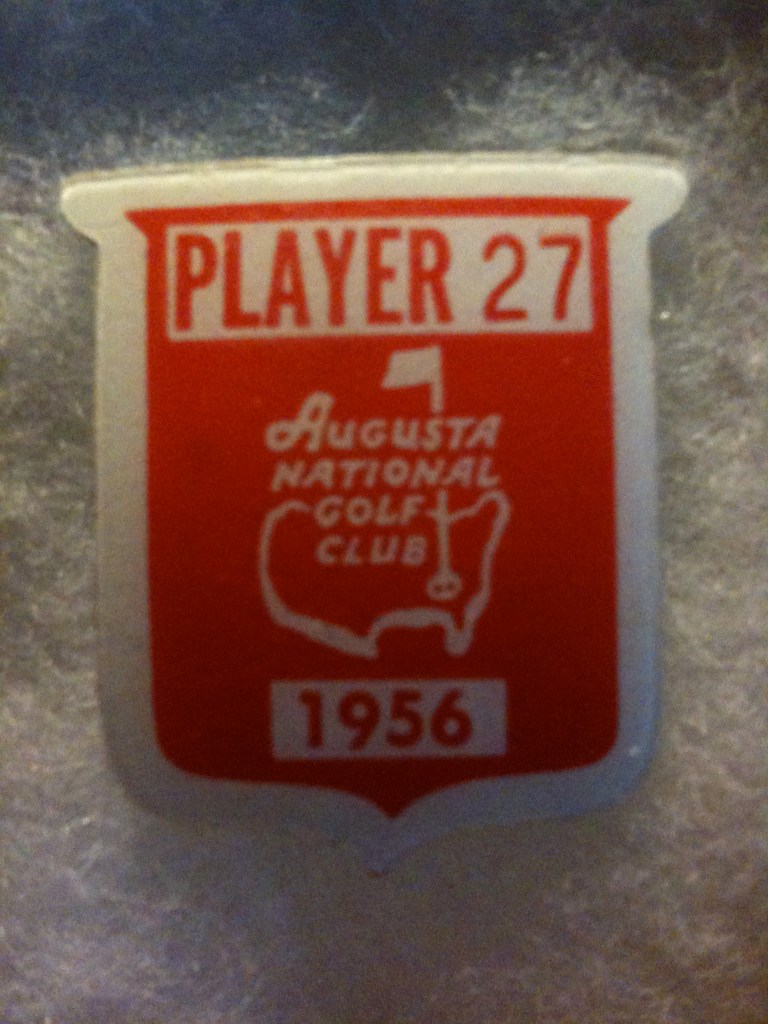 PLAYER 27
AUGUSTA
NATIONAL
GOLF
CLUB
1956